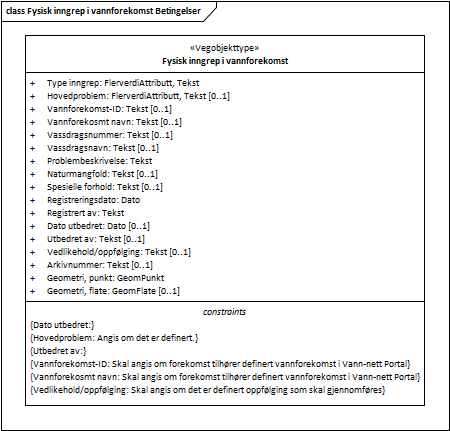 class Fysisk inngrep i vannforekomst Betingelser
«Vegobjekttype»
Fysisk inngrep i vannforekomst
+ Type inngrep: FlerverdiAttributt, Tekst
+ Hovedproblem: FlerverdiAttributt, Tekst [0..1]
+ Vannforekomst-ID: Tekst [0..1]
+ Vannforekosmt navn: Tekst [0..1]
+ Vassdragsnummer: Tekst [0..1]
+ Vassdragsnavn: Tekst [0..1]
+ Problembeskrivelse: Tekst
+ Naturmangfold: Tekst [0..1]
+ Spesielle forhold: Tekst [0..1]
+ Registreringsdato: Dato
+ Registrert av: Tekst
+ Dato utbedret: Dato [0..1]
+ Utbedret av: Tekst [0..1]
+ Vedlikehold/oppfølging: Tekst [0..1]
+ Arkivnummer: Tekst [0..1]
+ Geometri, punkt: GeomPunkt
+ Geometri, flate: GeomFlate [0..1]
constraints
{Dato utbedret:}
{Hovedproblem: Angis om det er definert.}
{Utbedret av:}
{Vannforekomst-ID: Skal angis om forekomst tilhører definert vannforekomst i Vann-nett Portal}
{Vannforekosmt navn: Skal angis om forekomst tilhører definert vannforekomst i Vann-nett Portal}
{Vedlikehold/oppfølging: Skal angis om det er definert oppfølging som skal gjennomføres}